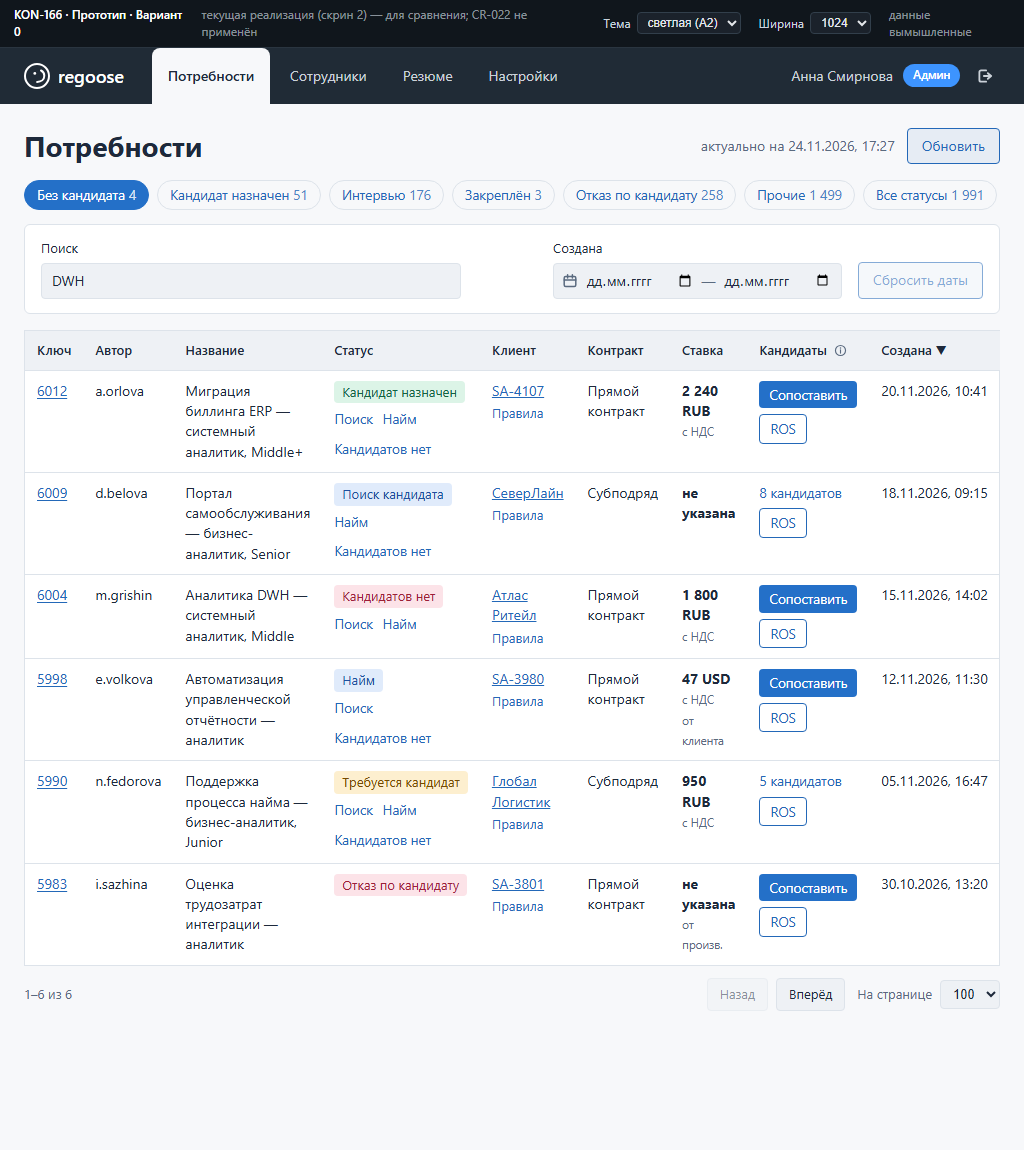 KON-166 · Прототип · Вариант 0
текущая реализация (скрин 2) — для сравнения; CR-022 не применён
Тема светлая (A2) Ширина 1024 данные вымышленные
regoose Потребности Сотрудники Резюме Настройки Анна Смирнова Админ
Потребности
актуально на 24.11.2026, 17:27 Обновить
Без кандидата 4 Кандидат назначен 51 Интервью 176 Закреплён 3 Отказ по кандидату 258 Прочие 1 499 Все статусы 1 991
Поиск Создана
DWH дд.мм.гггг — дд.мм.гггг Сбросить даты
Ключ Автор Название Статус Клиент Контракт Ставка Кандидаты Создана ▼
6012 a.orlova Миграция Кандидат назначен SA-4107 Прямой 2 240 Сопоставить 20.11.2026, 10:41
биллинга ERP — Поиск Найм Правила контракт RUB ROS
системный с НДС
аналитик, Middle+ Кандидатов нет
6009 d.belova Портал Поиск кандидата СеверЛайн Субподряд не 8 кандидатов 18.11.2026, 09:15
самообслуживания Найм Правила указана ROS
— бизнес-
аналитик, Senior Кандидатов нет
6004 m.grishin Аналитика DWH — Кандидатов нет Атлас Прямой 1 800 Сопоставить 15.11.2026, 14:02
системный Поиск Найм Ритейл контракт RUB ROS
аналитик, Middle Правила с НДС
5998 e.volkova Автоматизация Найм SA-3980 Прямой 47 USD Сопоставить 12.11.2026, 11:30
управленческой Поиск Правила контракт с НДС ROS
отчётности — от
аналитик Кандидатов нет клиента
5990 n.fedorova Поддержка Требуется кандидат Глобал Субподряд 950 5 кандидатов 05.11.2026, 16:47
процесса найма — Поиск Найм Логистик RUB ROS
бизнес-аналитик, Правила с НДС
Junior Кандидатов нет
5983 i.sazhina Оценка Отказ по кандидату SA-3801 Прямой не Сопоставить 30.10.2026, 13:20
трудозатрат Правила контракт указана ROS
интеграции — от
аналитик произв.
1–6 из 6 Назад Вперёд На странице 100